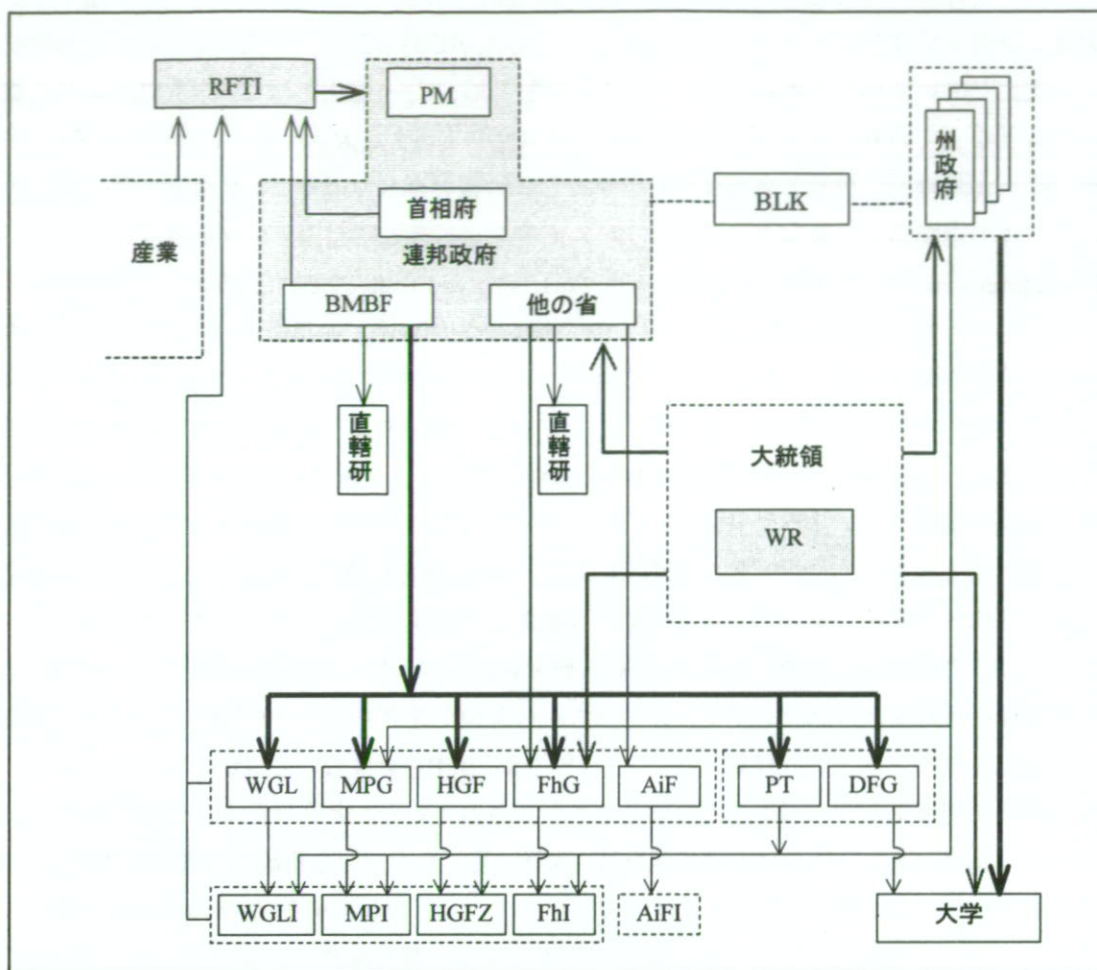 RFTI
PM
州政府
首相府
BLK
産業
連邦政府
BMBF
他の省
直轄研
直轄研
大統領
WR
WGL
MPG
HGF
FhG
AiF
PT
DFG
WGLI
MPI
HGFZ
FhI
AiFI
大学